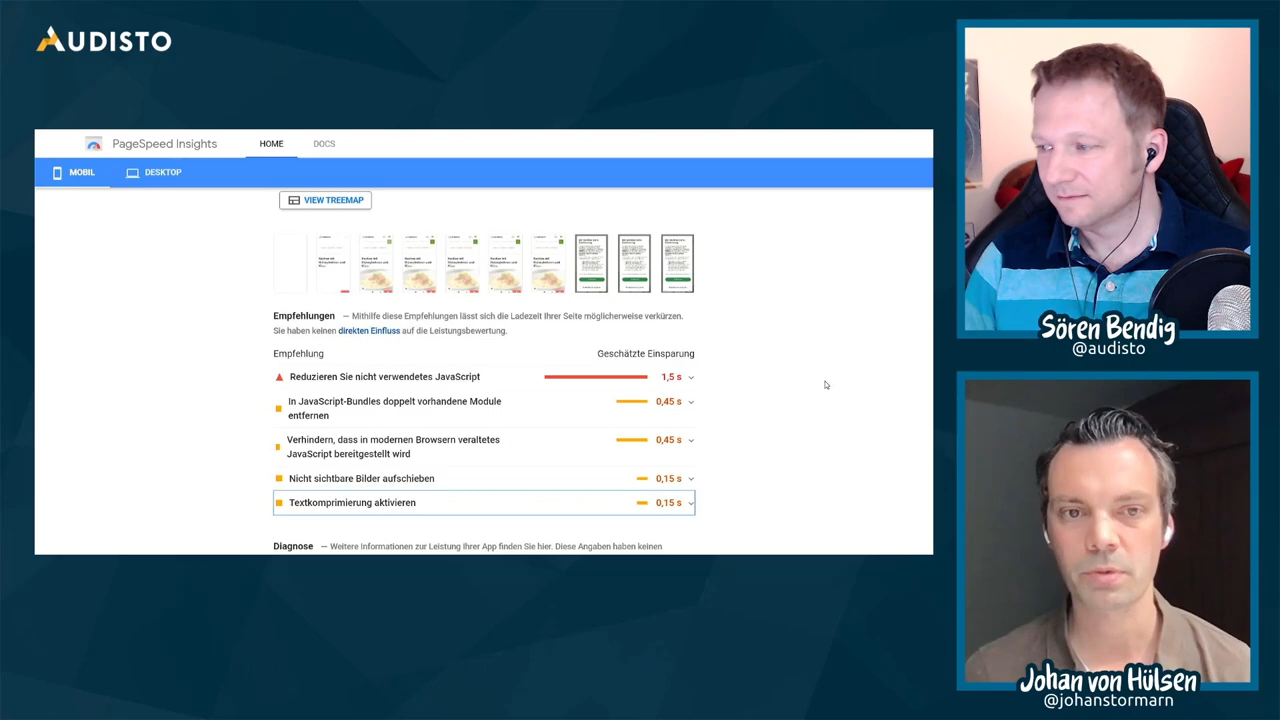 AUDISTO
PageSpeed Insights
HOME
DOCS
MOBIL
DESKTOP
VIEW TREEMAP
Empfehlungen — Mithilfe diese Empfehlungen lässt sich die Ladezeit Ihrer Seite möglicherweise verkürzen.
Sie haben keinen direkten Einfluss auf die Leistungsbewertung.
Empfehlung
Geschätzte Einsparung
Reduzieren Sie nicht verwendetes JavaScript
1,5 s
In JavaScript-Bundles doppelt vorhandene Module
entfernen
0,45 s
Verhindern, dass in modernen Browsern veraltetes
JavaScript bereitgestellt wird
0,45 s
Nicht sichtbare Bilder aufschieben
0,15 s
Textkomprimierung aktivieren
0,15 s
Diagnose — Weitere Informationen zur Leistung Ihrer App finden Sie hier. Diese Angaben haben keinen
Sören Bendig
@audisto
Johan von Hülsen
@johanstormarn